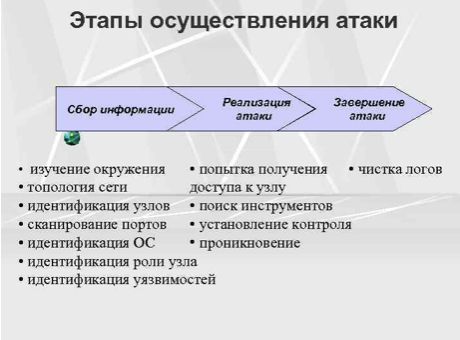 Этапы осуществления атаки
Сбор информации
Реализация
атаки
Завершение
атаки
• изучение окружения
• топология сети
• идентификация узлов
• сканирование портов
• идентификация ОС
• идентификация роли узла
• идентификация уязвимостей
• попытка получения
доступа к узлу
• поиск инструментов
• установление контроля
• проникновение
• чистка логов